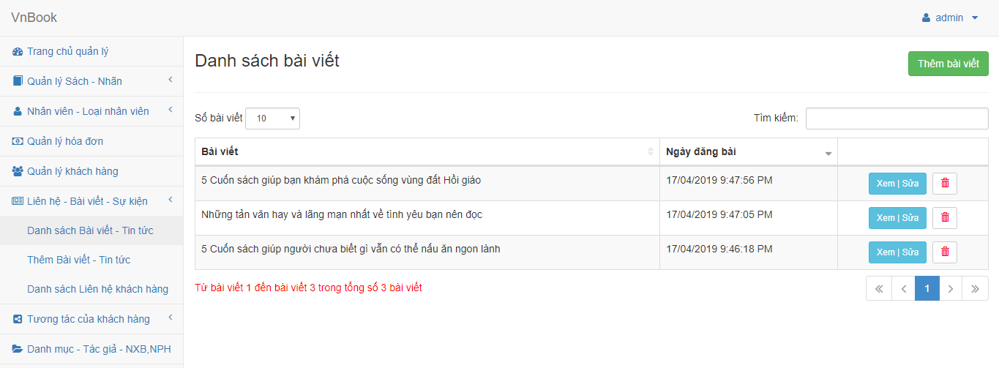 VnBook
admin
Trang chủ quản lý
Quản lý Sách - Nhãn
Nhân viên - Loại nhân viên
Quản lý hóa đơn
Quản lý khách hàng
Liên hệ - Bài viết - Sự kiện
Danh sách Bài viết - Tin tức
Thêm Bài viết - Tin tức
Danh sách Liên hệ khách hàng
Tương tác của khách hàng
Danh mục - Tác giả - NXB,NPH
Danh sách bài viết
Thêm bài viết
Số bài viết 10
Tìm kiếm:
Bài viết Ngày đăng bài
5 Cuốn sách giúp bạn khám phá cuộc sống vùng đất Hồi giáo 17/04/2019 9:47:56 PM Xem | Sửa
Những tản văn hay và lãng mạn nhất về tình yêu bạn nên đọc 17/04/2019 9:47:05 PM Xem | Sửa
5 Cuốn sách giúp người chưa biết gì vẫn có thể nấu ăn ngon lành 17/04/2019 9:46:18 PM Xem | Sửa
Từ bài viết 1 đến bài viết 3 trong tổng số 3 bài viết
1